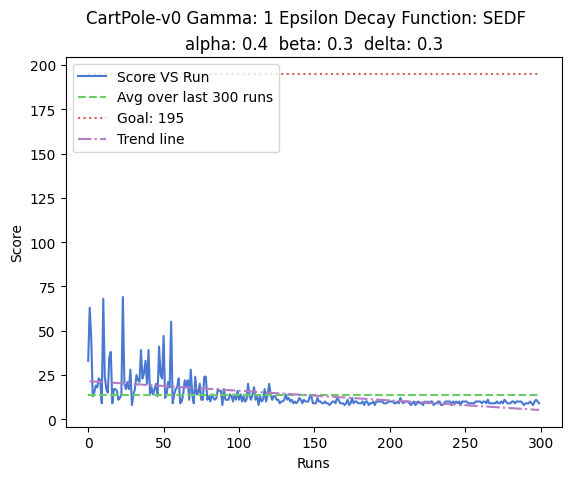 CartPole-v0 Gamma: 1 Epsilon Decay Function: SEDF
alpha: 0.4  beta: 0.3  delta: 0.3
Score VS Run
Avg over last 300 runs
Goal: 195
Trend line
200
175
150
125
100
75
50
25
0
Score
0 50 100 150 200 250 300
Runs